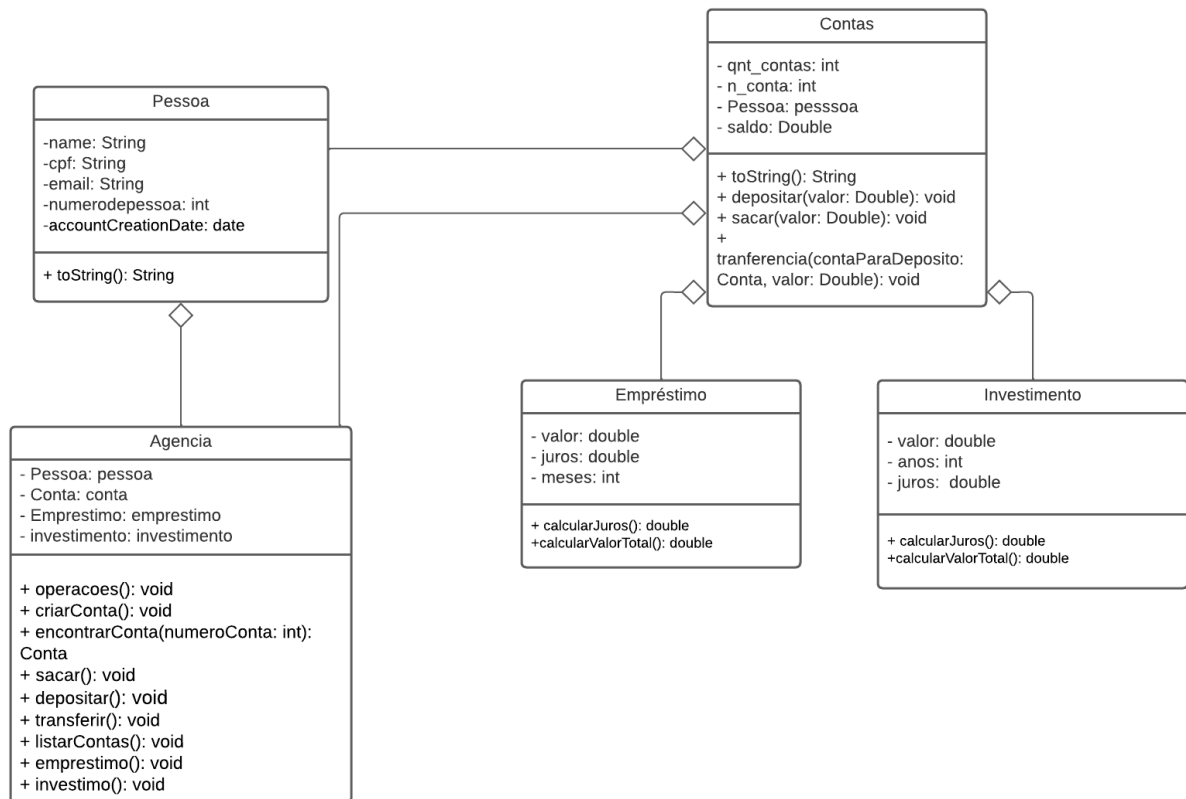 Contas
- qnt_contas: int
- n_conta: int
- Pessoa: pesssoa
- saldo: Double
+ toString(): String
+ depositar(valor: Double): void
+ sacar(valor: Double): void
+
tranferencia(contaParaDeposito:
Conta, valor: Double): void
Pessoa
-name: String
-cpf: String
-email: String
-numerodepessoa: int
-accountCreationDate: date
+ toString(): String
Agencia
- Pessoa: pessoa
- Conta: conta
- Emprestimo: emprestimo
- investimento: investimento
+ operacoes(): void
+ criarConta(): void
+ encontrarConta(numeroConta: int):
Conta
+ sacar(): void
+ depositar(): void
+ transferir(): void
+ listarContas(): void
+ emprestimo(): void
+ investimo(): void
Empréstimo
- valor: double
- juros: double
- meses: int
+ calcularJuros(): double
+calcularValorTotal(): double
Investimento
- valor: double
- anos: int
- juros:  double
+ calcularJuros(): double
+calcularValorTotal(): double